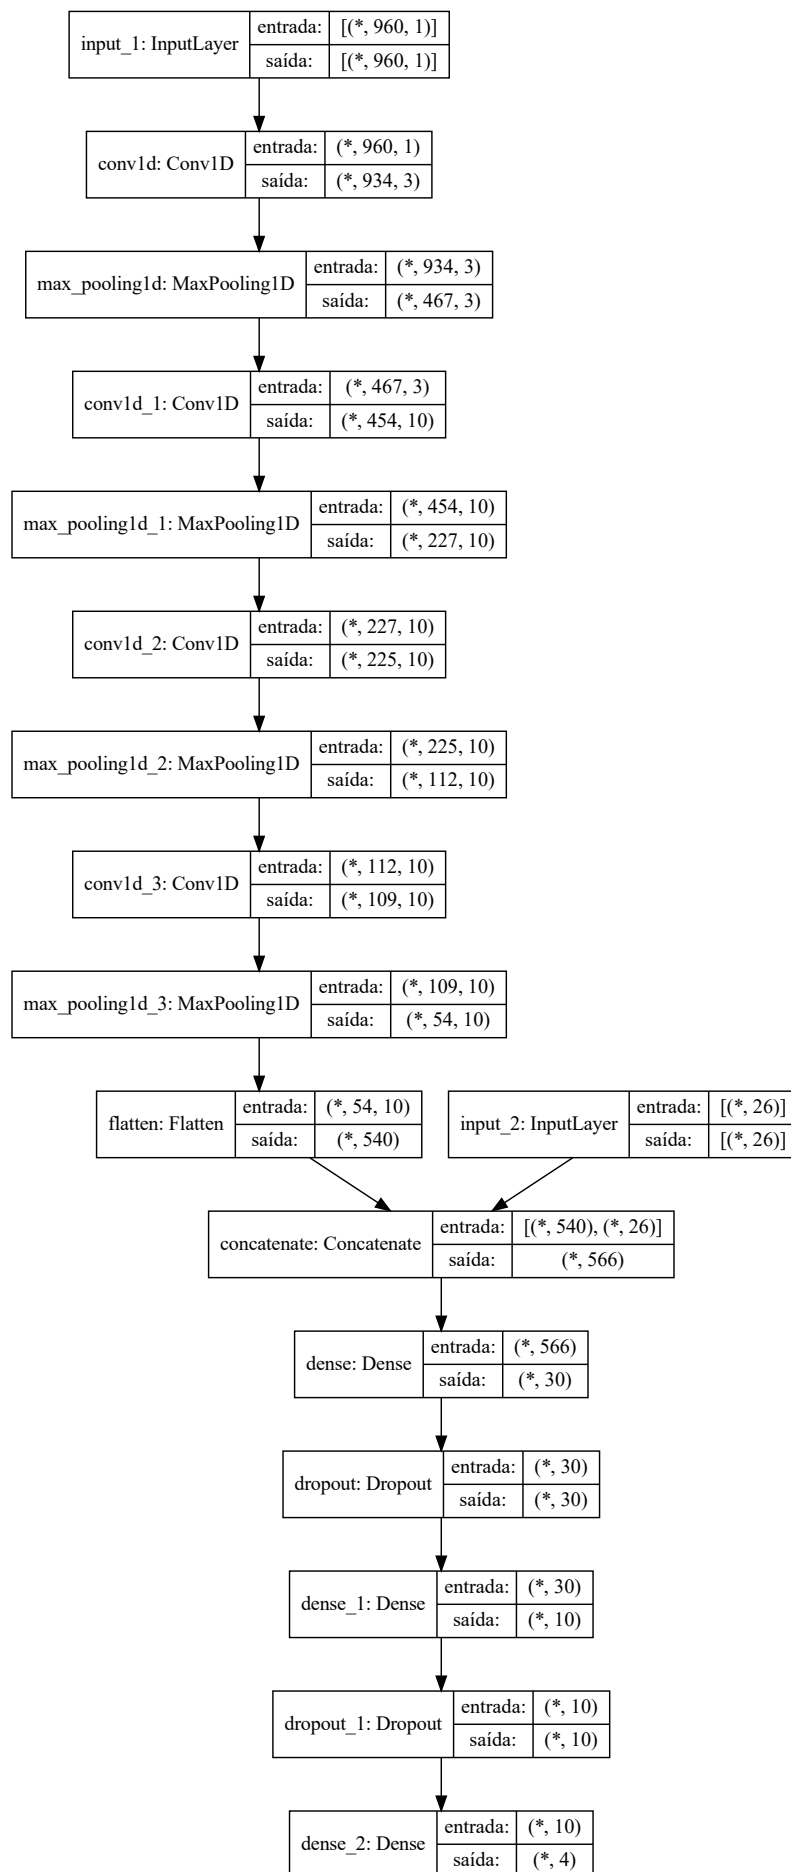 input_1: InputLayer entrada: [(*, 960, 1)]
saída: [(*, 960, 1)]
conv1d: Conv1D entrada: (*, 960, 1)
saída: (*, 934, 3)
max_pooling1d: MaxPooling1D entrada: (*, 934, 3)
saída: (*, 467, 3)
conv1d_1: Conv1D entrada: (*, 467, 3)
saída: (*, 454, 10)
max_pooling1d_1: MaxPooling1D entrada: (*, 454, 10)
saída: (*, 227, 10)
conv1d_2: Conv1D entrada: (*, 227, 10)
saída: (*, 225, 10)
max_pooling1d_2: MaxPooling1D entrada: (*, 225, 10)
saída: (*, 112, 10)
conv1d_3: Conv1D entrada: (*, 112, 10)
saída: (*, 109, 10)
max_pooling1d_3: MaxPooling1D entrada: (*, 109, 10)
saída: (*, 54, 10)
flatten: Flatten entrada: (*, 54, 10)
saída: (*, 540)
input_2: InputLayer entrada: [(*, 26)]
saída: [(*, 26)]
concatenate: Concatenate entrada: [(*, 540), (*, 26)]
saída: (*, 566)
dense: Dense entrada: (*, 566)
saída: (*, 30)
dropout: Dropout entrada: (*, 30)
saída: (*, 30)
dense_1: Dense entrada: (*, 30)
saída: (*, 10)
dropout_1: Dropout entrada: (*, 10)
saída: (*, 10)
dense_2: Dense entrada: (*, 10)
saída: (*, 4)